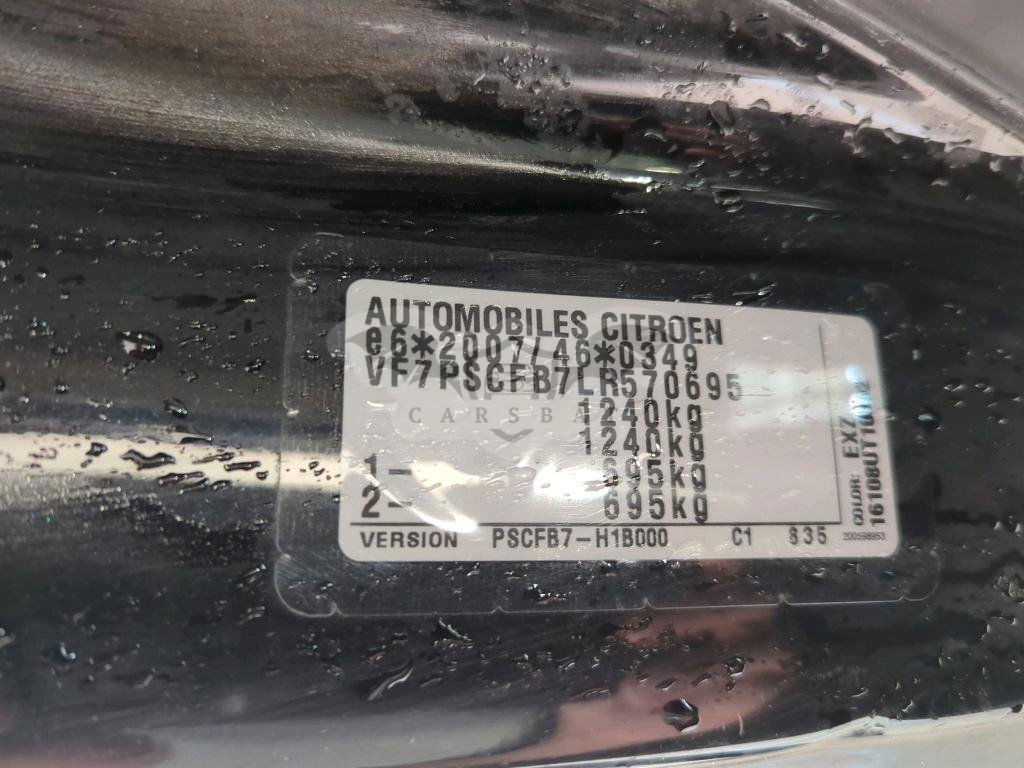 AUTOMOBILES CITROEN
e6*2007/46*0349
VF7PSCFB7LR570695
1240kg
1240kg
1- 695kg
2- 695kg
VERSION PSCFB7-H1B000 C1 835
COLOR: EXZ
200598853
CARSBA